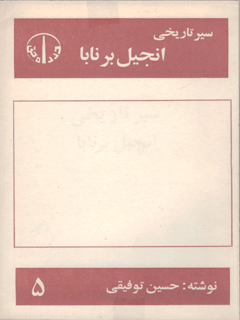 سیر تاریخی
انجیل برنابا
نوشته: حسین توفیقی
۵